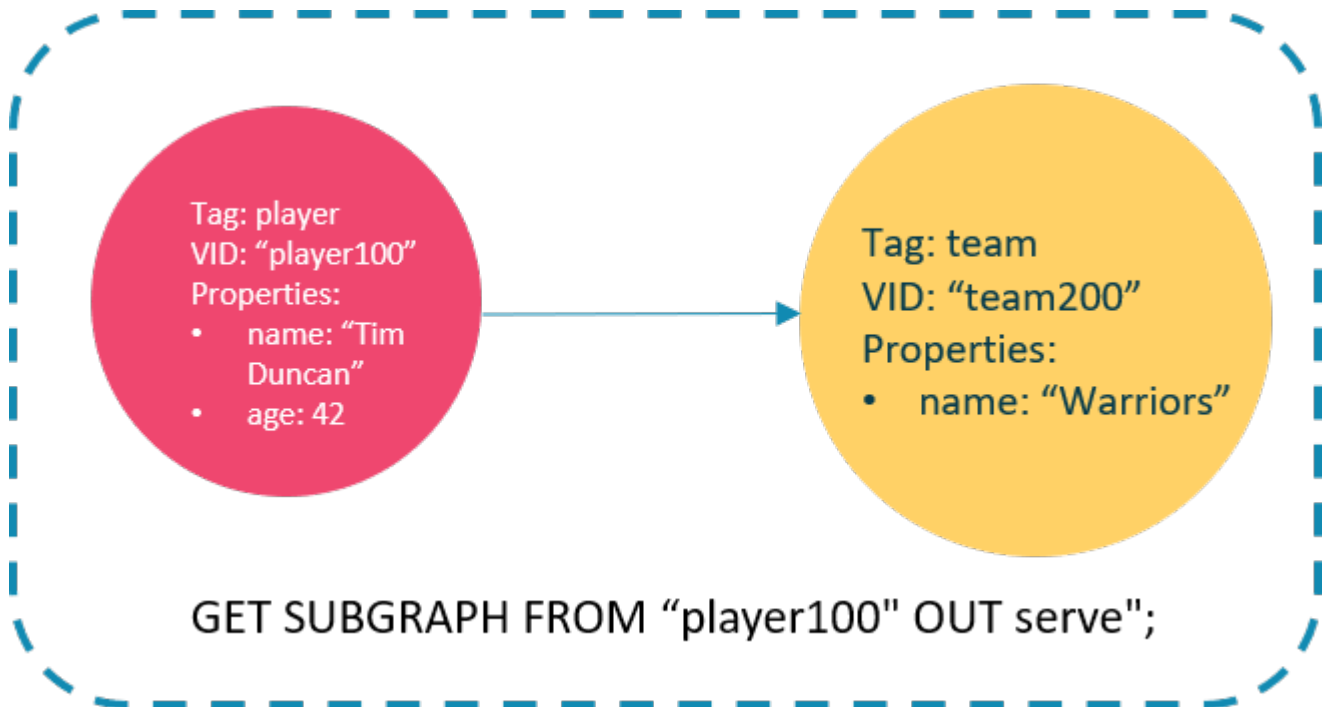 Tag: player
VID: “player100”
Properties:
• name: “Tim
Duncan”
• age: 42
Tag: team
VID: “team200”
Properties:
• name: “Warriors”
GET SUBGRAPH FROM “player100" OUT serve";